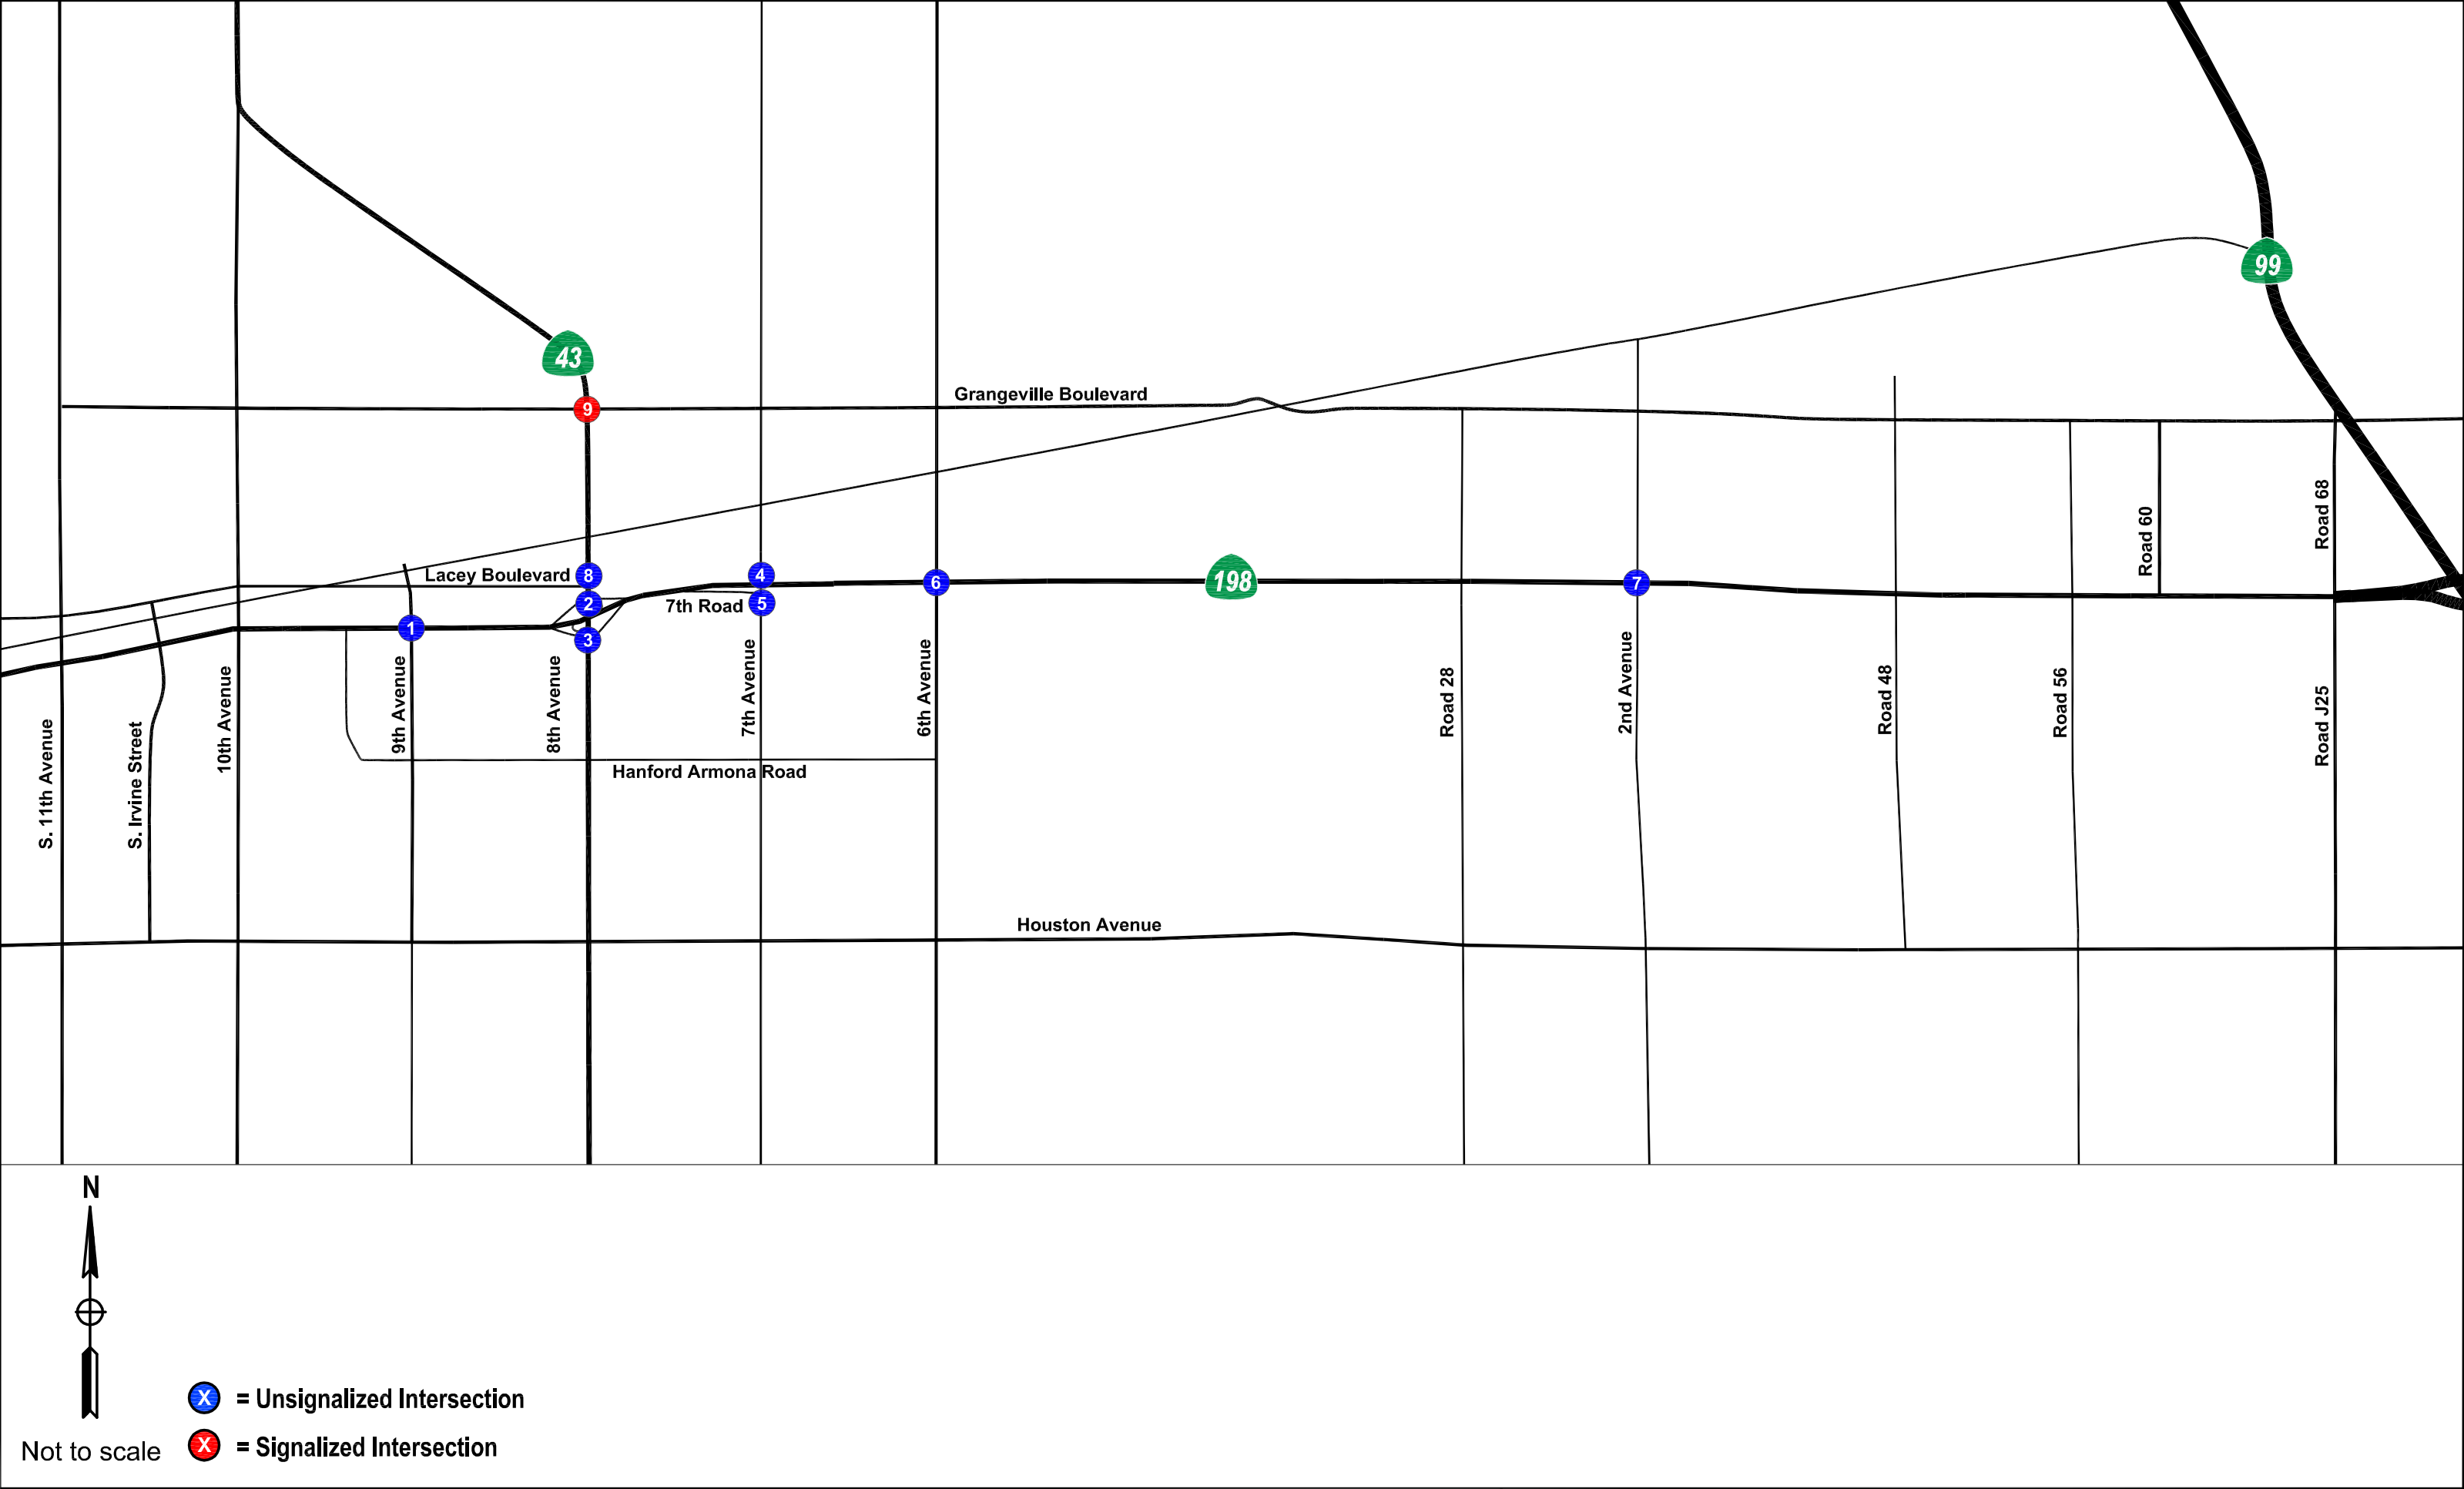 99
43
Grangeville Boulevard
9
Road 68
Road 60
Lacey Boulevard
8
4
198
6
7
2
7th Road
5
1
3
S. 11th Avenue
S. Irvine Street
10th Avenue
9th Avenue
8th Avenue
7th Avenue
6th Avenue
Road 28
2nd Avenue
Road 48
Road 56
Road J25
Hanford Armona Road
Houston Avenue
N
Not to scale
X = Unsignalized Intersection
X = Signalized Intersection